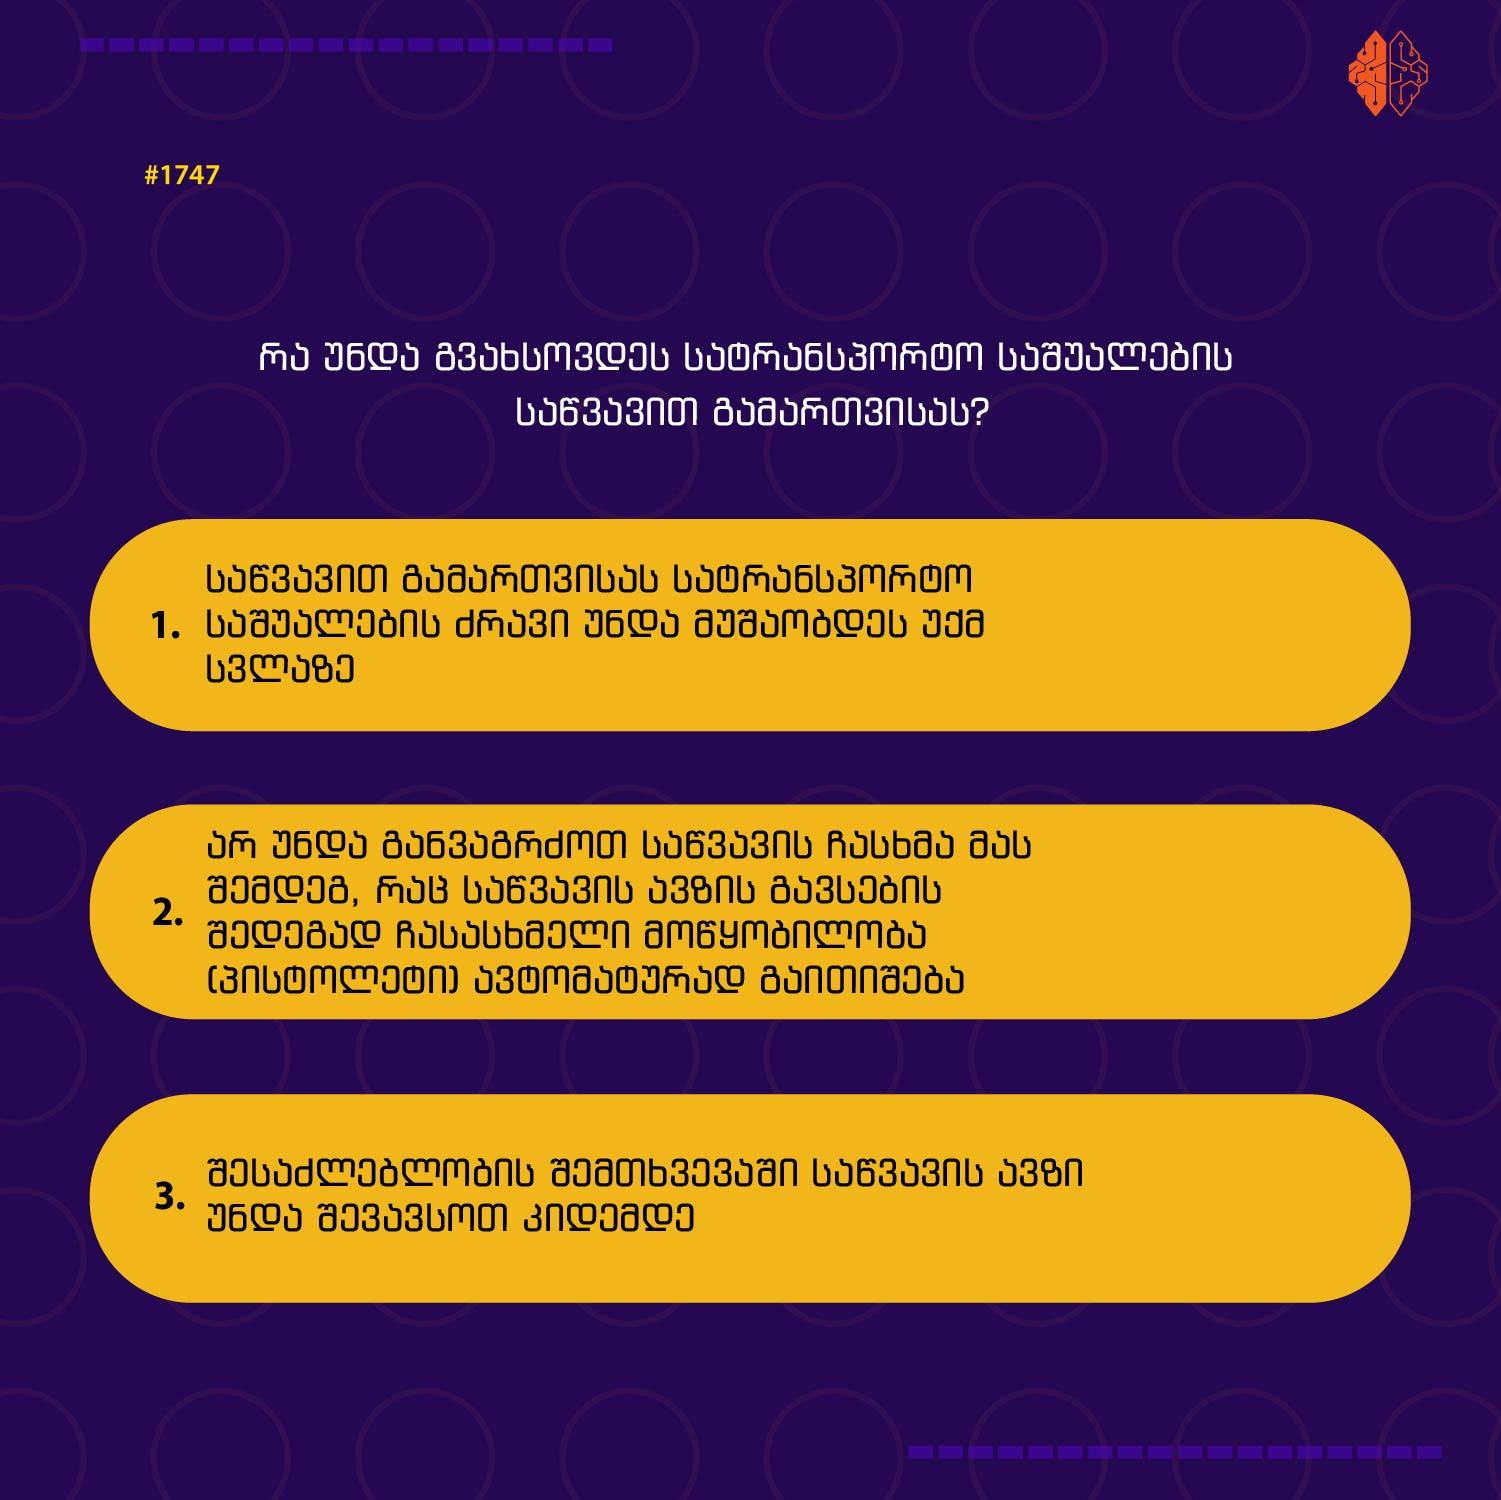 #1747
რა უნდა გვახსოვდეს სატრანსპორტო საშუალების
საწვავით გამართვისას?
საწვავით გამართვისას სატრანსპორტო
1. საშუალების ძრავი უნდა მუშაობდეს უქმ
სვლაზე
არ უნდა განვაგრძოთ საწვავის ჩასხმა მას
შემდეგ, რაც საწვავის ავზის გავსების
2. შედეგად ჩასასხმელი მოწყობილობა
(პისტოლეტი) ავტომატურად გაითიშება
შესაძლებლობის შემთხვევაში საწვავის ავზი
3. უნდა შევავსოთ კიდემდე